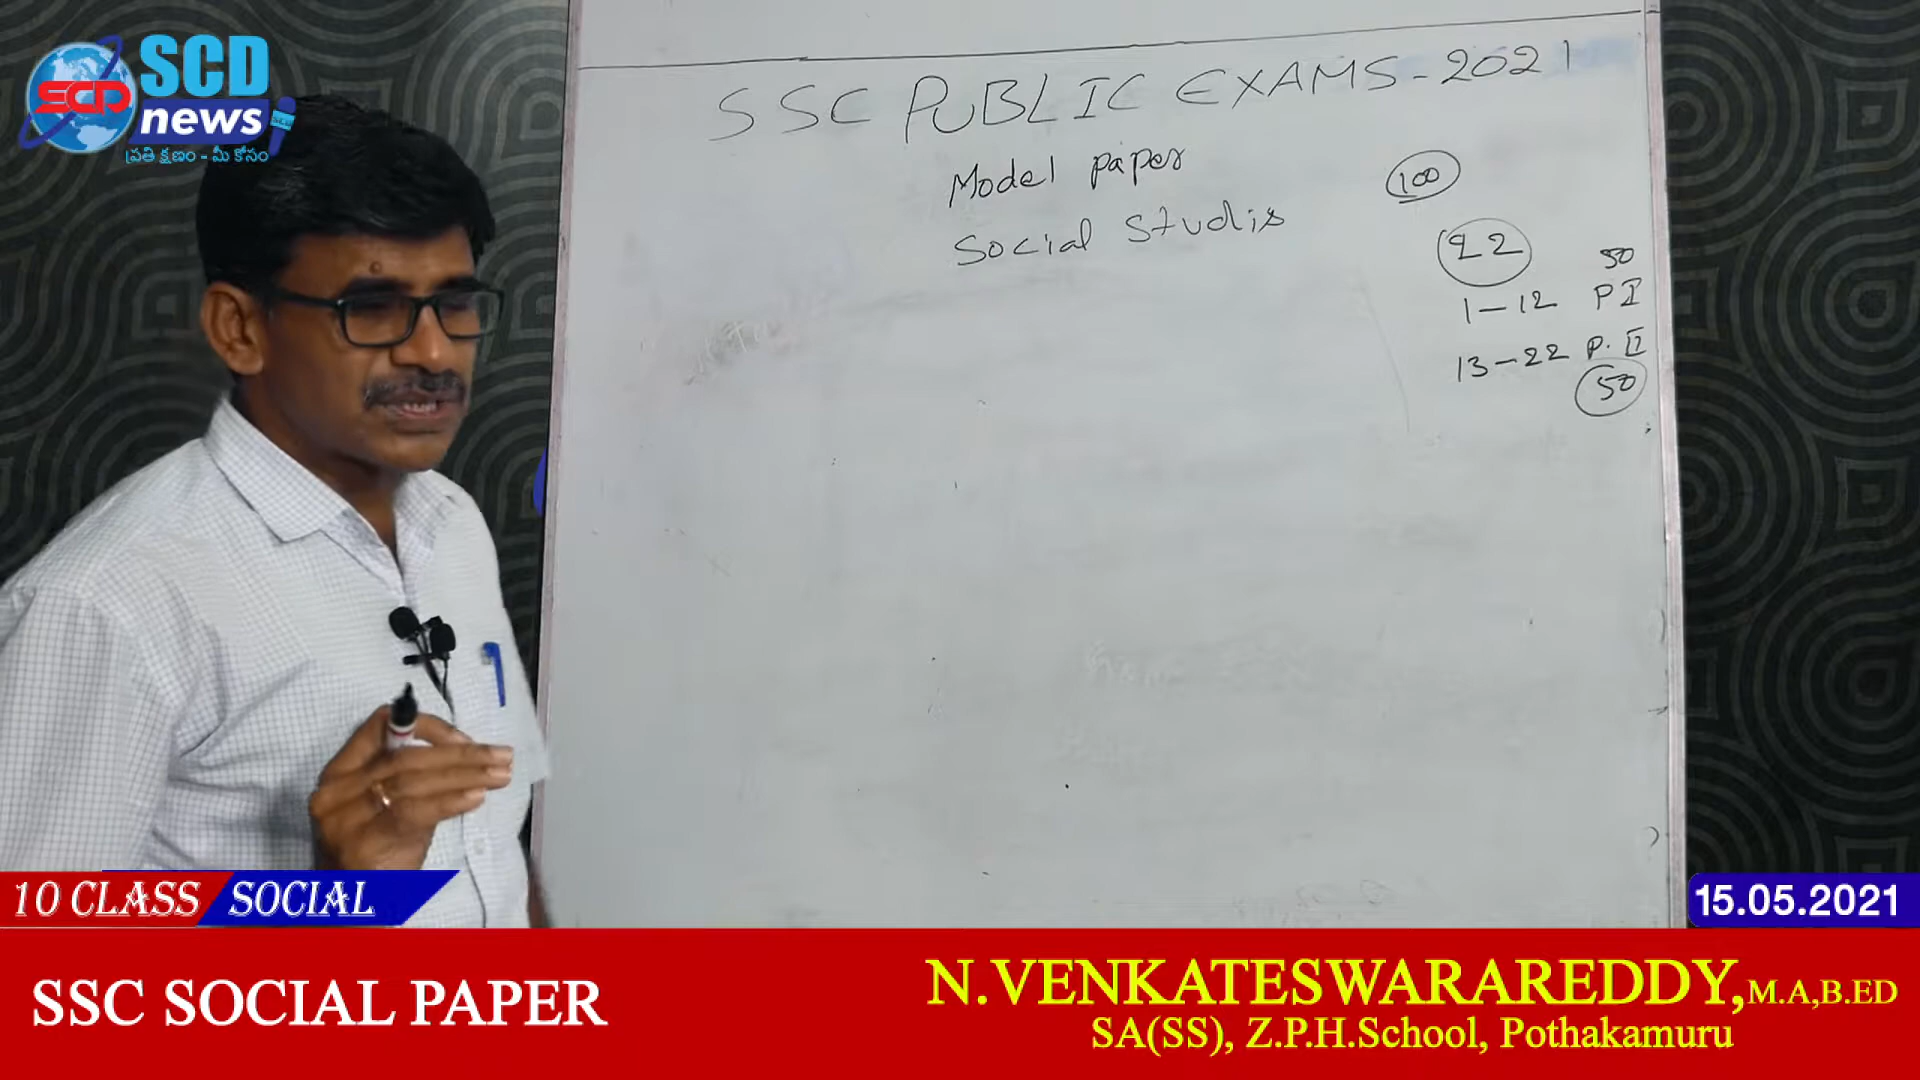 SCD
SCD
news
ప్రతి క్షణం - మీ కోసం
SSC PUBLIC EXAMS-2021
Model paper
Social Studis
100
22
50
1-12 P I
13-22 P. II
50
10 CLASS SOCIAL
15.05.2021
SSC SOCIAL PAPER
N.VENKATESWARAREDDY, M.A,B.ED
SA(SS), Z.P.H.School, Pothakamuru